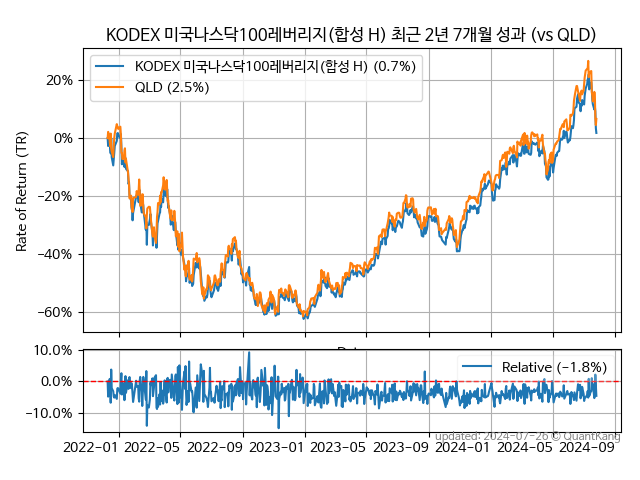 KODEX 미국나스닥100레버리지(합성 H) 최근 2년 7개월 성과 (vs QLD)
KODEX 미국나스닥100레버리지(합성 H) (0.7%)
QLD (2.5%)
Rate of Return (TR)
20%
0%
−20%
−40%
−60%
10.0%
0.0%
−10.0%
Relative (−1.8%)
updated: 2024-07-26 © QuantKang
2022−01 2022−05 2022−09 2023−01 2023−05 2023−09 2024−01 2024−05 2024−09